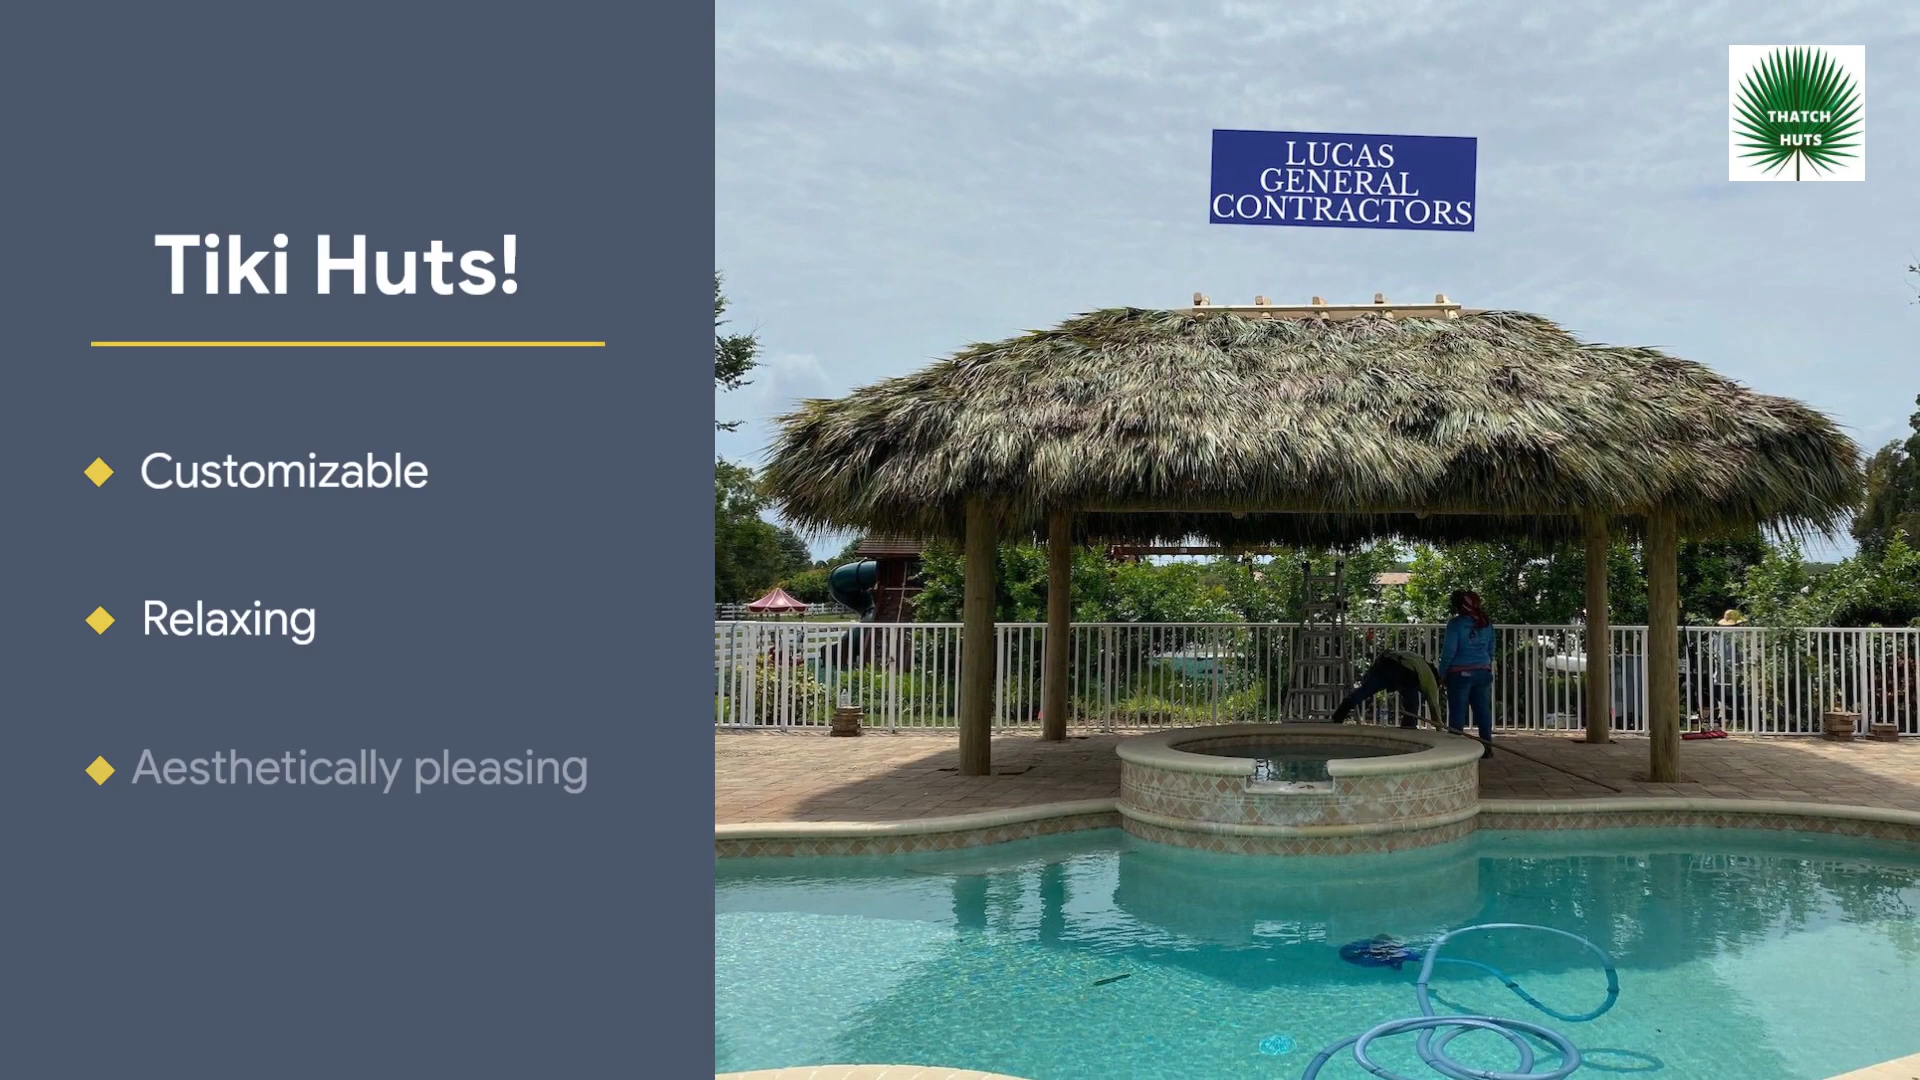 Tiki Huts!
Customizable
Relaxing
Aesthetically pleasing
LUCAS
GENERAL
CONTRACTORS
THATCH
HUTS